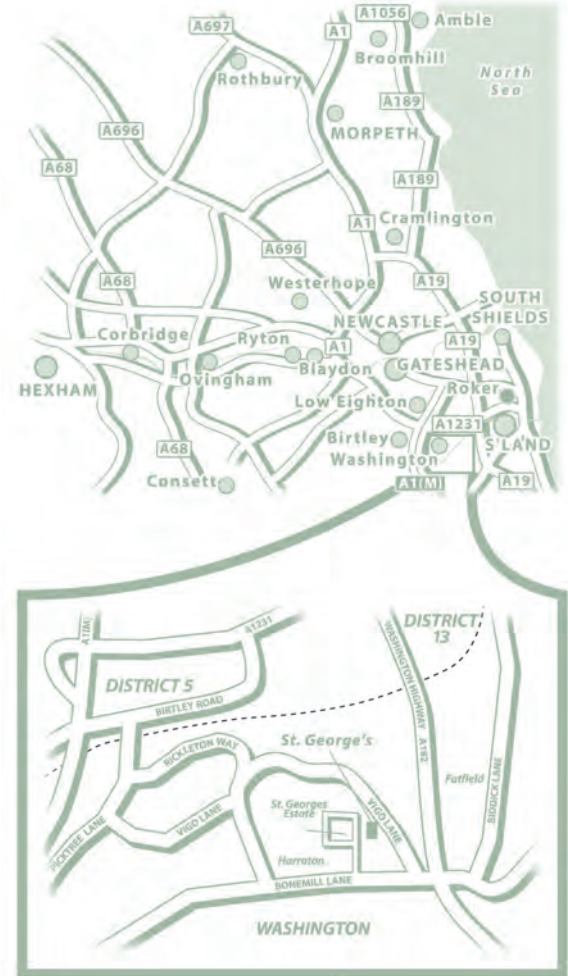 A697
A1
A1056
Amble
Broomhill
Rothbury
North
Sea
A189
MORPETH
A696
A68
A189
Cramlington
A1
A696
A68
Westerhope
A19
SOUTH
SHIELDS
NEWCASTLE
Corbridge
Ryton
A1
A19
Blaydon
GATESHEAD
HEXHAM
Ovingham
Roker
Low Eighton
A1231
A68
Birtley
S'LAND
Washington
Consett
A1(M)
A19
A1(M)
A1231
DISTRICT
13
DISTRICT 5
WASHINGTON HIGHWAY A182
BIRTLEY ROAD
St. George's
RICKLETON WAY
Fatfield
BIDDICK LANE
St. Georges
Estate
VIGO LANE
VIGO LANE
PICKTREE LANE
Harraton
BONEMILL LANE
WASHINGTON